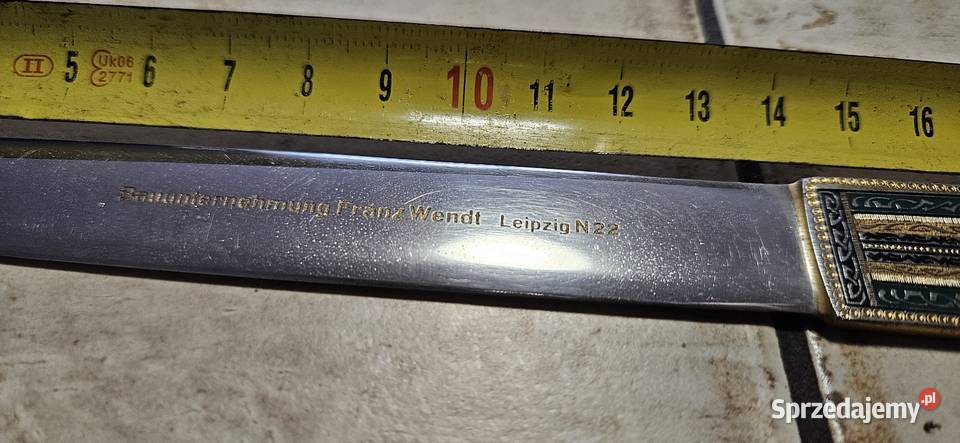 II 5 Uk06 2771 6 7 8 9 10 11 12 13 14 15 16
Bauunternehmung Franz Wendt Leipzig N 22
Sprzedajemy.pl